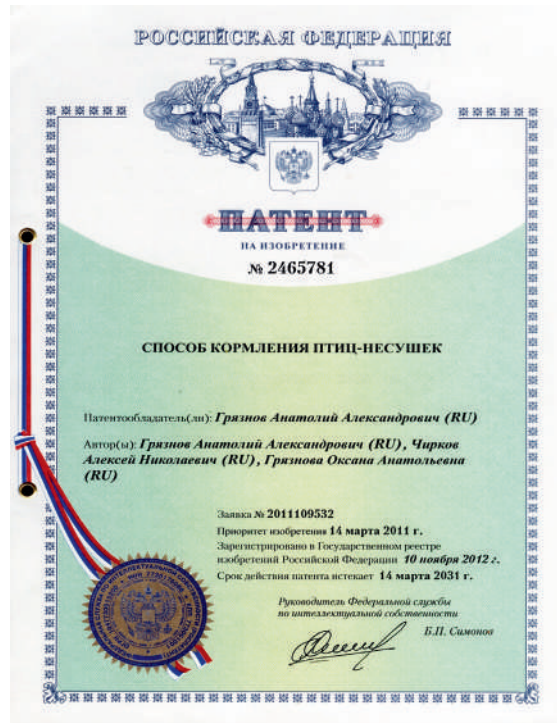 РОССИЙСКАЯ ФЕДЕРАЦИЯ
ПАТЕНТ
НА ИЗОБРЕТЕНИЕ
№ 2465781
СПОСОБ КОРМЛЕНИЯ ПТИЦ-НЕСУШЕК
Патентообладатель(ли): Грязнов Анатолий Александрович (RU)
Автор(ы): Грязнов Анатолий Александрович (RU), Чирков
Алексей Николаевич (RU), Грязнова Оксана Анатольевна
(RU)
Заявка № 2011109532
Приоритет изобретения 14 марта 2011 г.
Зарегистрировано в Государственном реестре
изобретений Российской Федерации 10 ноября 2012 г.
Срок действия патента истекает 14 марта 2031 г.
Руководитель Федеральной службы
по интеллектуальной собственности
Б.П. Симонов